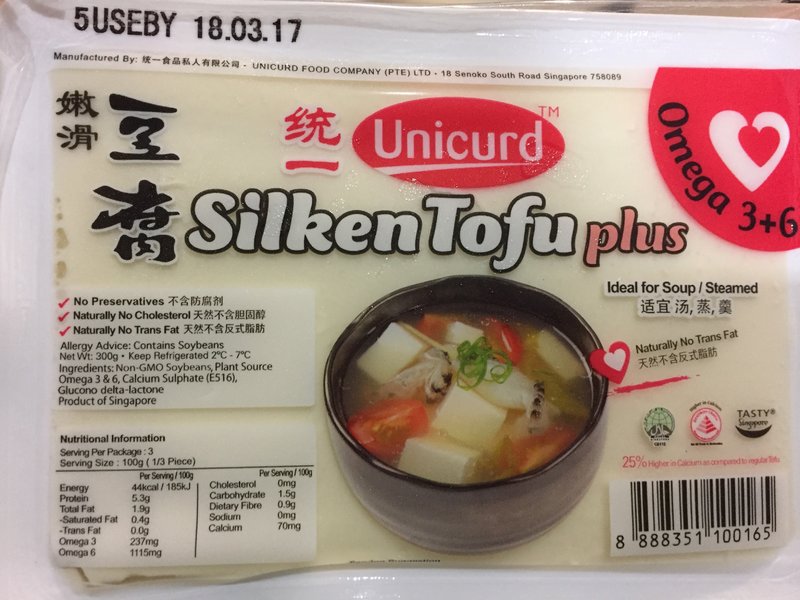 5USEBY 18.03.17
Manufactured By: 统一食品私人有限公司 - UNICURD FOOD COMPANY (PTE) LTD - 18 Senoko South Road Singapore 758089
嫩滑
豆腐
统一
Unicurd™
Silken Tofu plus
Omega 3+6
Ideal for Soup / Steamed
适宜 汤, 蒸, 羹
✓ No Preservatives 不含防腐剂
✓ Naturally No Cholesterol 天然不含胆固醇
✓ Naturally No Trans Fat 天然不含反式脂肪
Allergy Advice: Contains Soybeans
Net Wt: 300g • Keep Refrigerated 2ºC - 7ºC
Ingredients: Non-GMO Soybeans, Plant Source
Omega 3 & 6, Calcium Sulphate (E516),
Glucono delta-lactone
Product of Singapore
Naturally No Trans Fat
天然不含反式脂肪
Higher in Calcium
TASTY®
Singapore
25% Higher in Calcium as compared to regular Tofu
Nutritional Information
Serving Per Package : 3
Serving Size : 100g ( 1/3 Piece)
Per Serving / 100g
Energy 44kcal / 185kJ
Protein 5.3g
Total Fat 1.9g
-Saturated Fat 0.4g
-Trans Fat 0.0g
Omega 3 237mg
Omega 6 1115mg
Per Serving / 100g
Cholesterol 0mg
Carbohydrate 1.5g
Dietary Fibre 0.9g
Sodium 0mg
Calcium 70mg
8 888351 100165